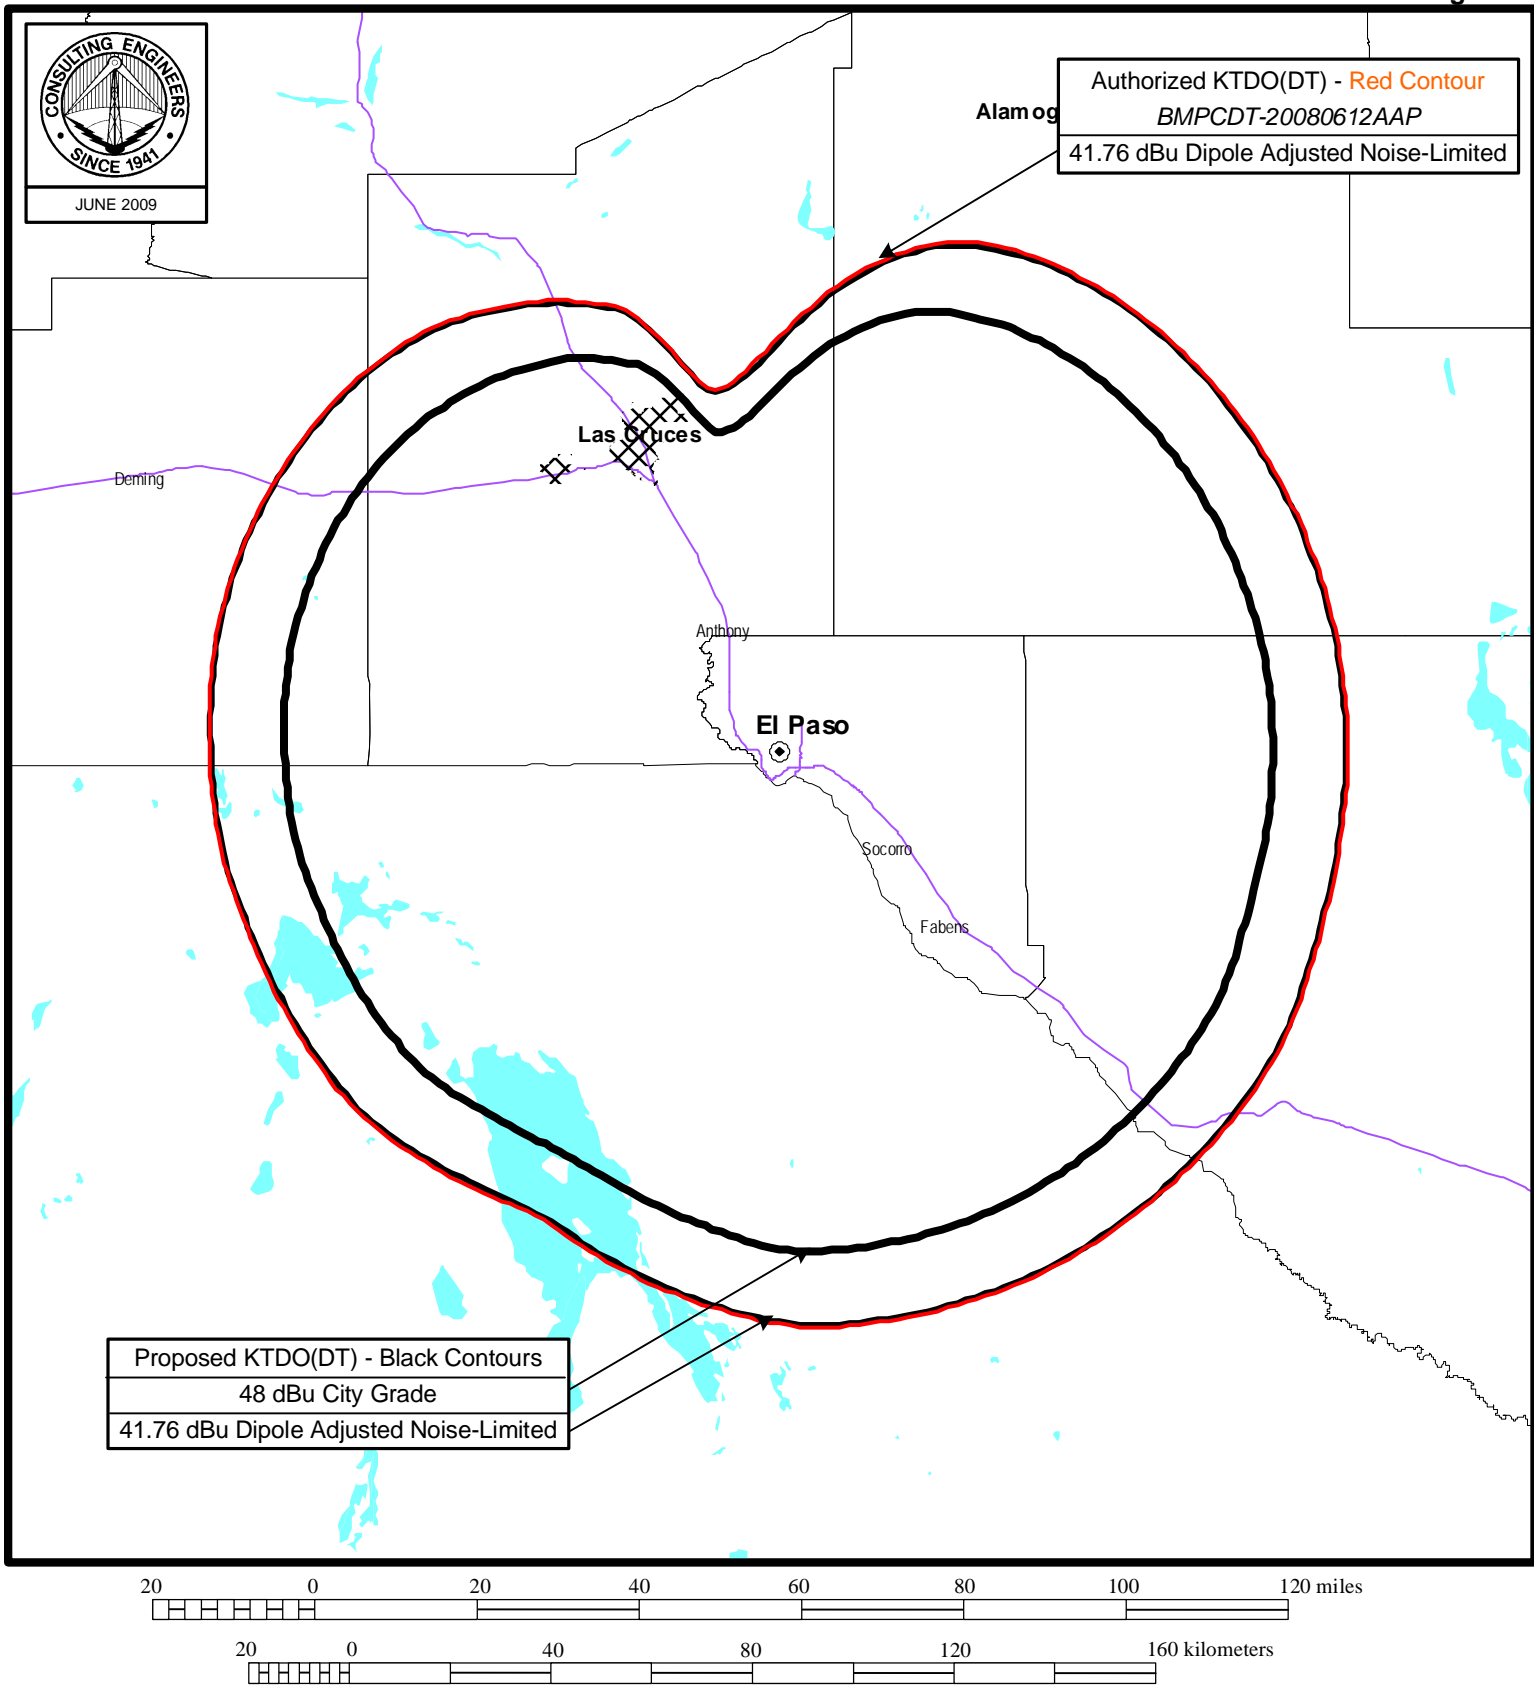 CONSULTING ENGINEERS
SINCE 1941
JUNE 2009
Authorized KTDO(DT) - Red Contour
BMPCDT-20080612AAP
41.76 dBu Dipole Adjusted Noise-Limited
Las Cruces
Deming
Anthony
El Paso
Socorro
Fabens
Proposed KTDO(DT) - Black Contours
48 dBu City Grade
41.76 dBu Dipole Adjusted Noise-Limited
20 0 20 40 60 80 100 120 miles
20 0 40 80 120 160 kilometers